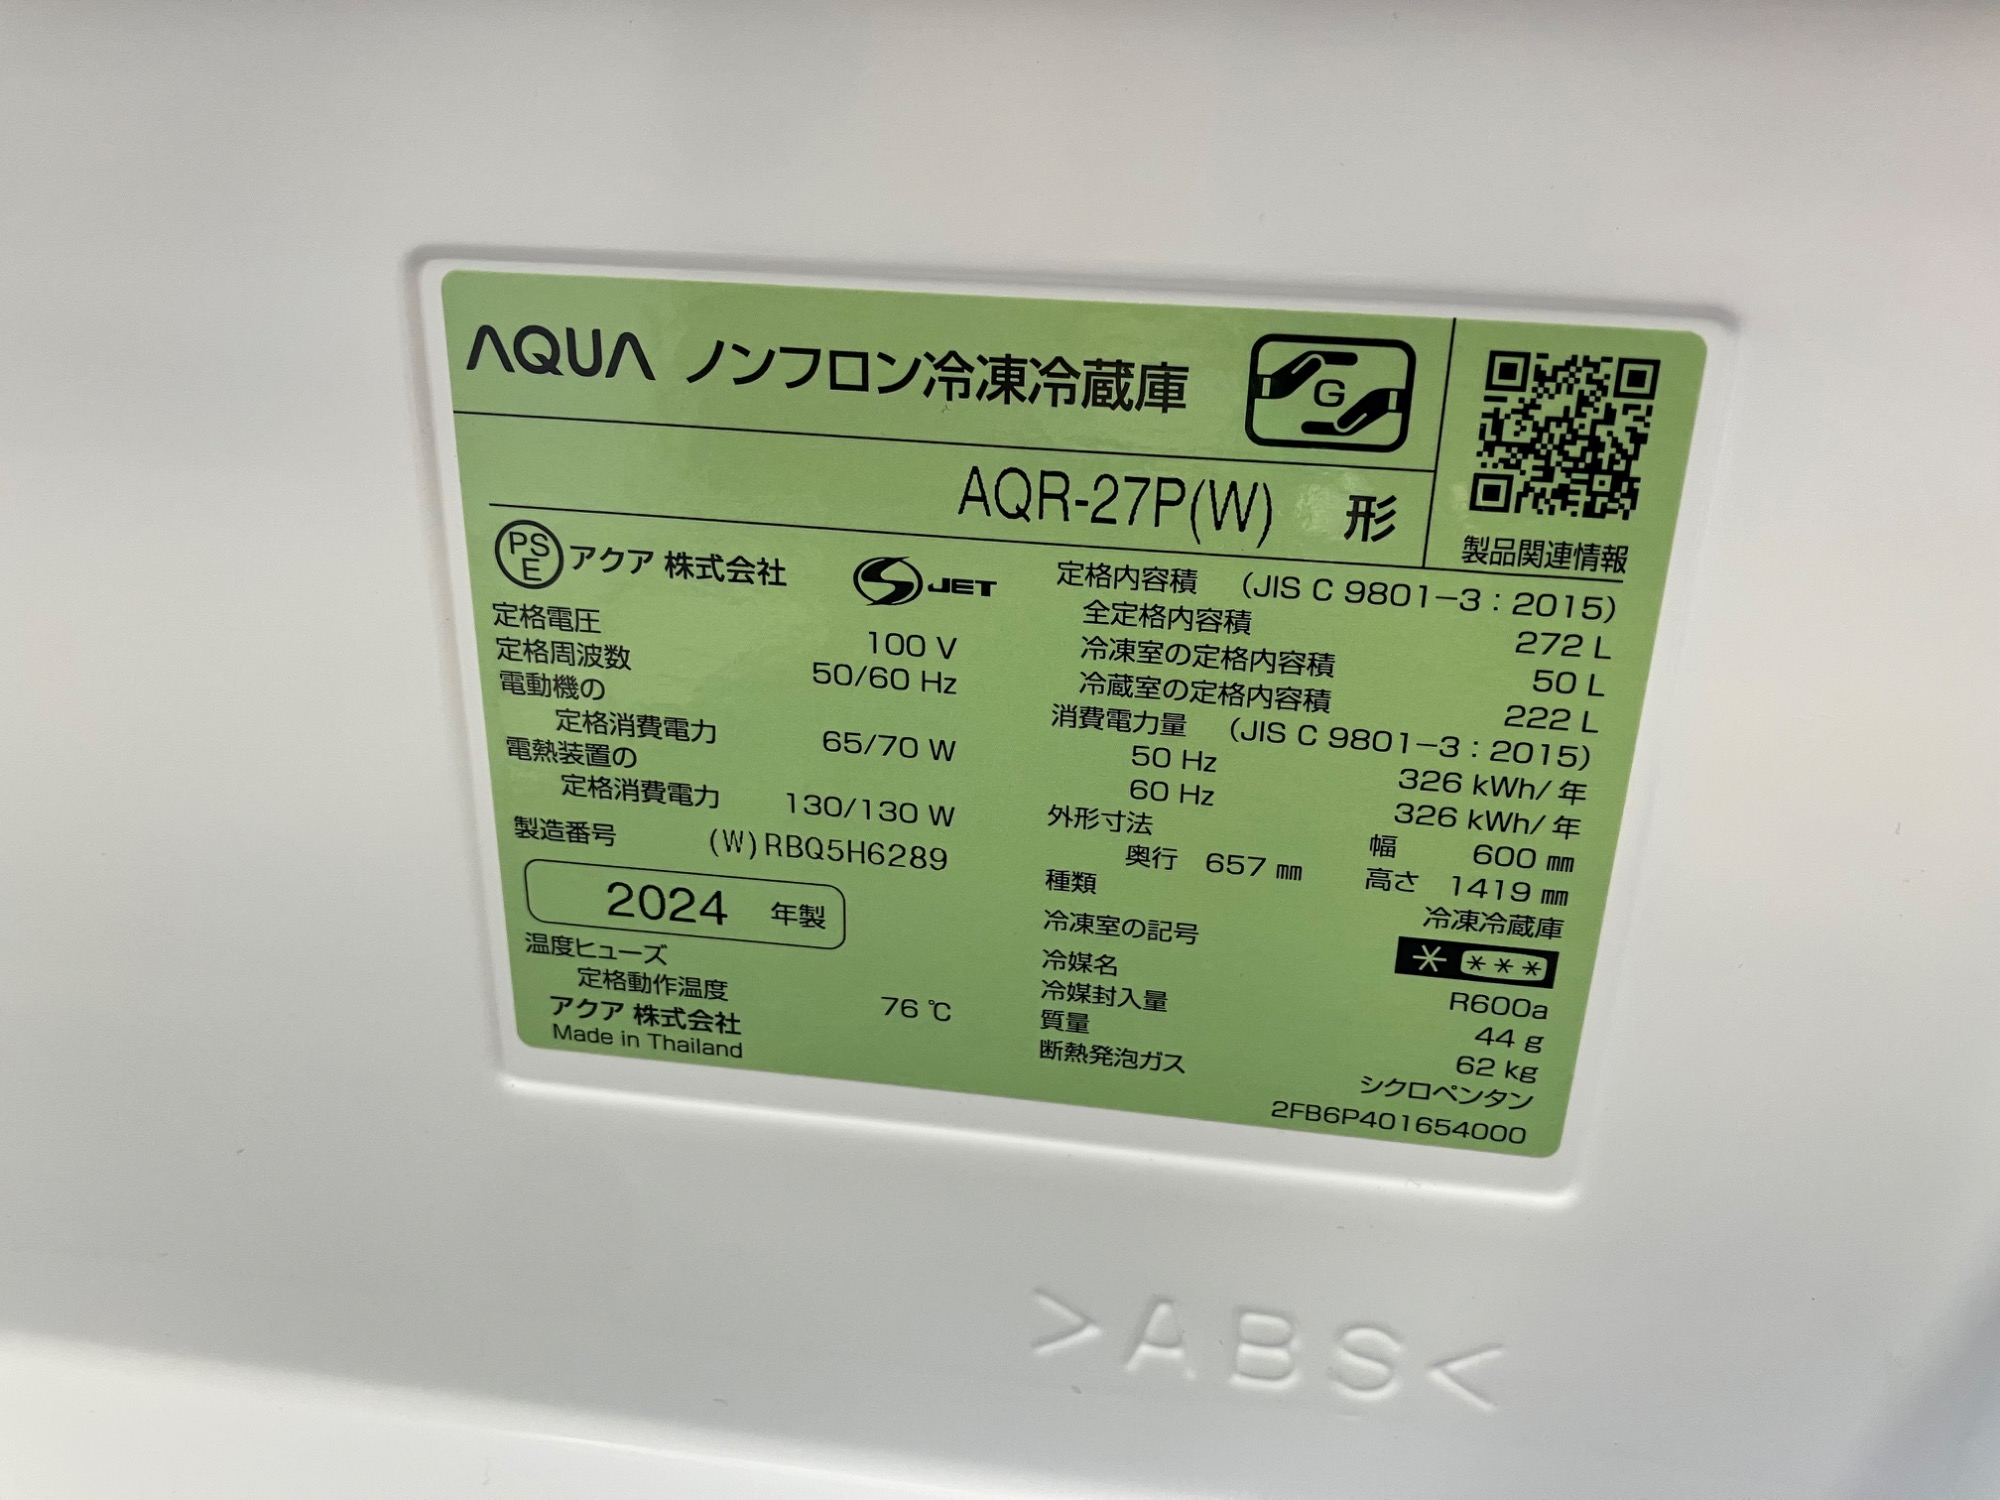 AQUA ノンフロン冷凍冷蔵庫 G
AQR-27P(W) 形
製品関連情報
PS
E アクア 株式会社 S JET
定格電圧 100 V
定格周波数 50/60 Hz
電動機の
定格消費電力 65/70 W
電熱装置の
定格消費電力 130/130 W
製造番号 (W)RBQ5H6289
2024 年製
温度ヒューズ
定格動作温度 76 ℃
アクア 株式会社
Made in Thailand
定格内容積 (JIS C 9801-3 : 2015)
全定格内容積 272 L
冷凍室の定格内容積 50 L
冷蔵室の定格内容積 222 L
消費電力量 (JIS C 9801-3 : 2015)
50 Hz 326 kWh/年
60 Hz 326 kWh/年
外形寸法 幅 600 ㎜
奥行 657 ㎜ 高さ 1419 ㎜
種類 冷凍冷蔵庫
冷凍室の記号 * ***
冷媒名 R600a
冷媒封入量 44 g
質量 62 kg
断熱発泡ガス シクロペンタン
2FB6P401654000
>ABS<